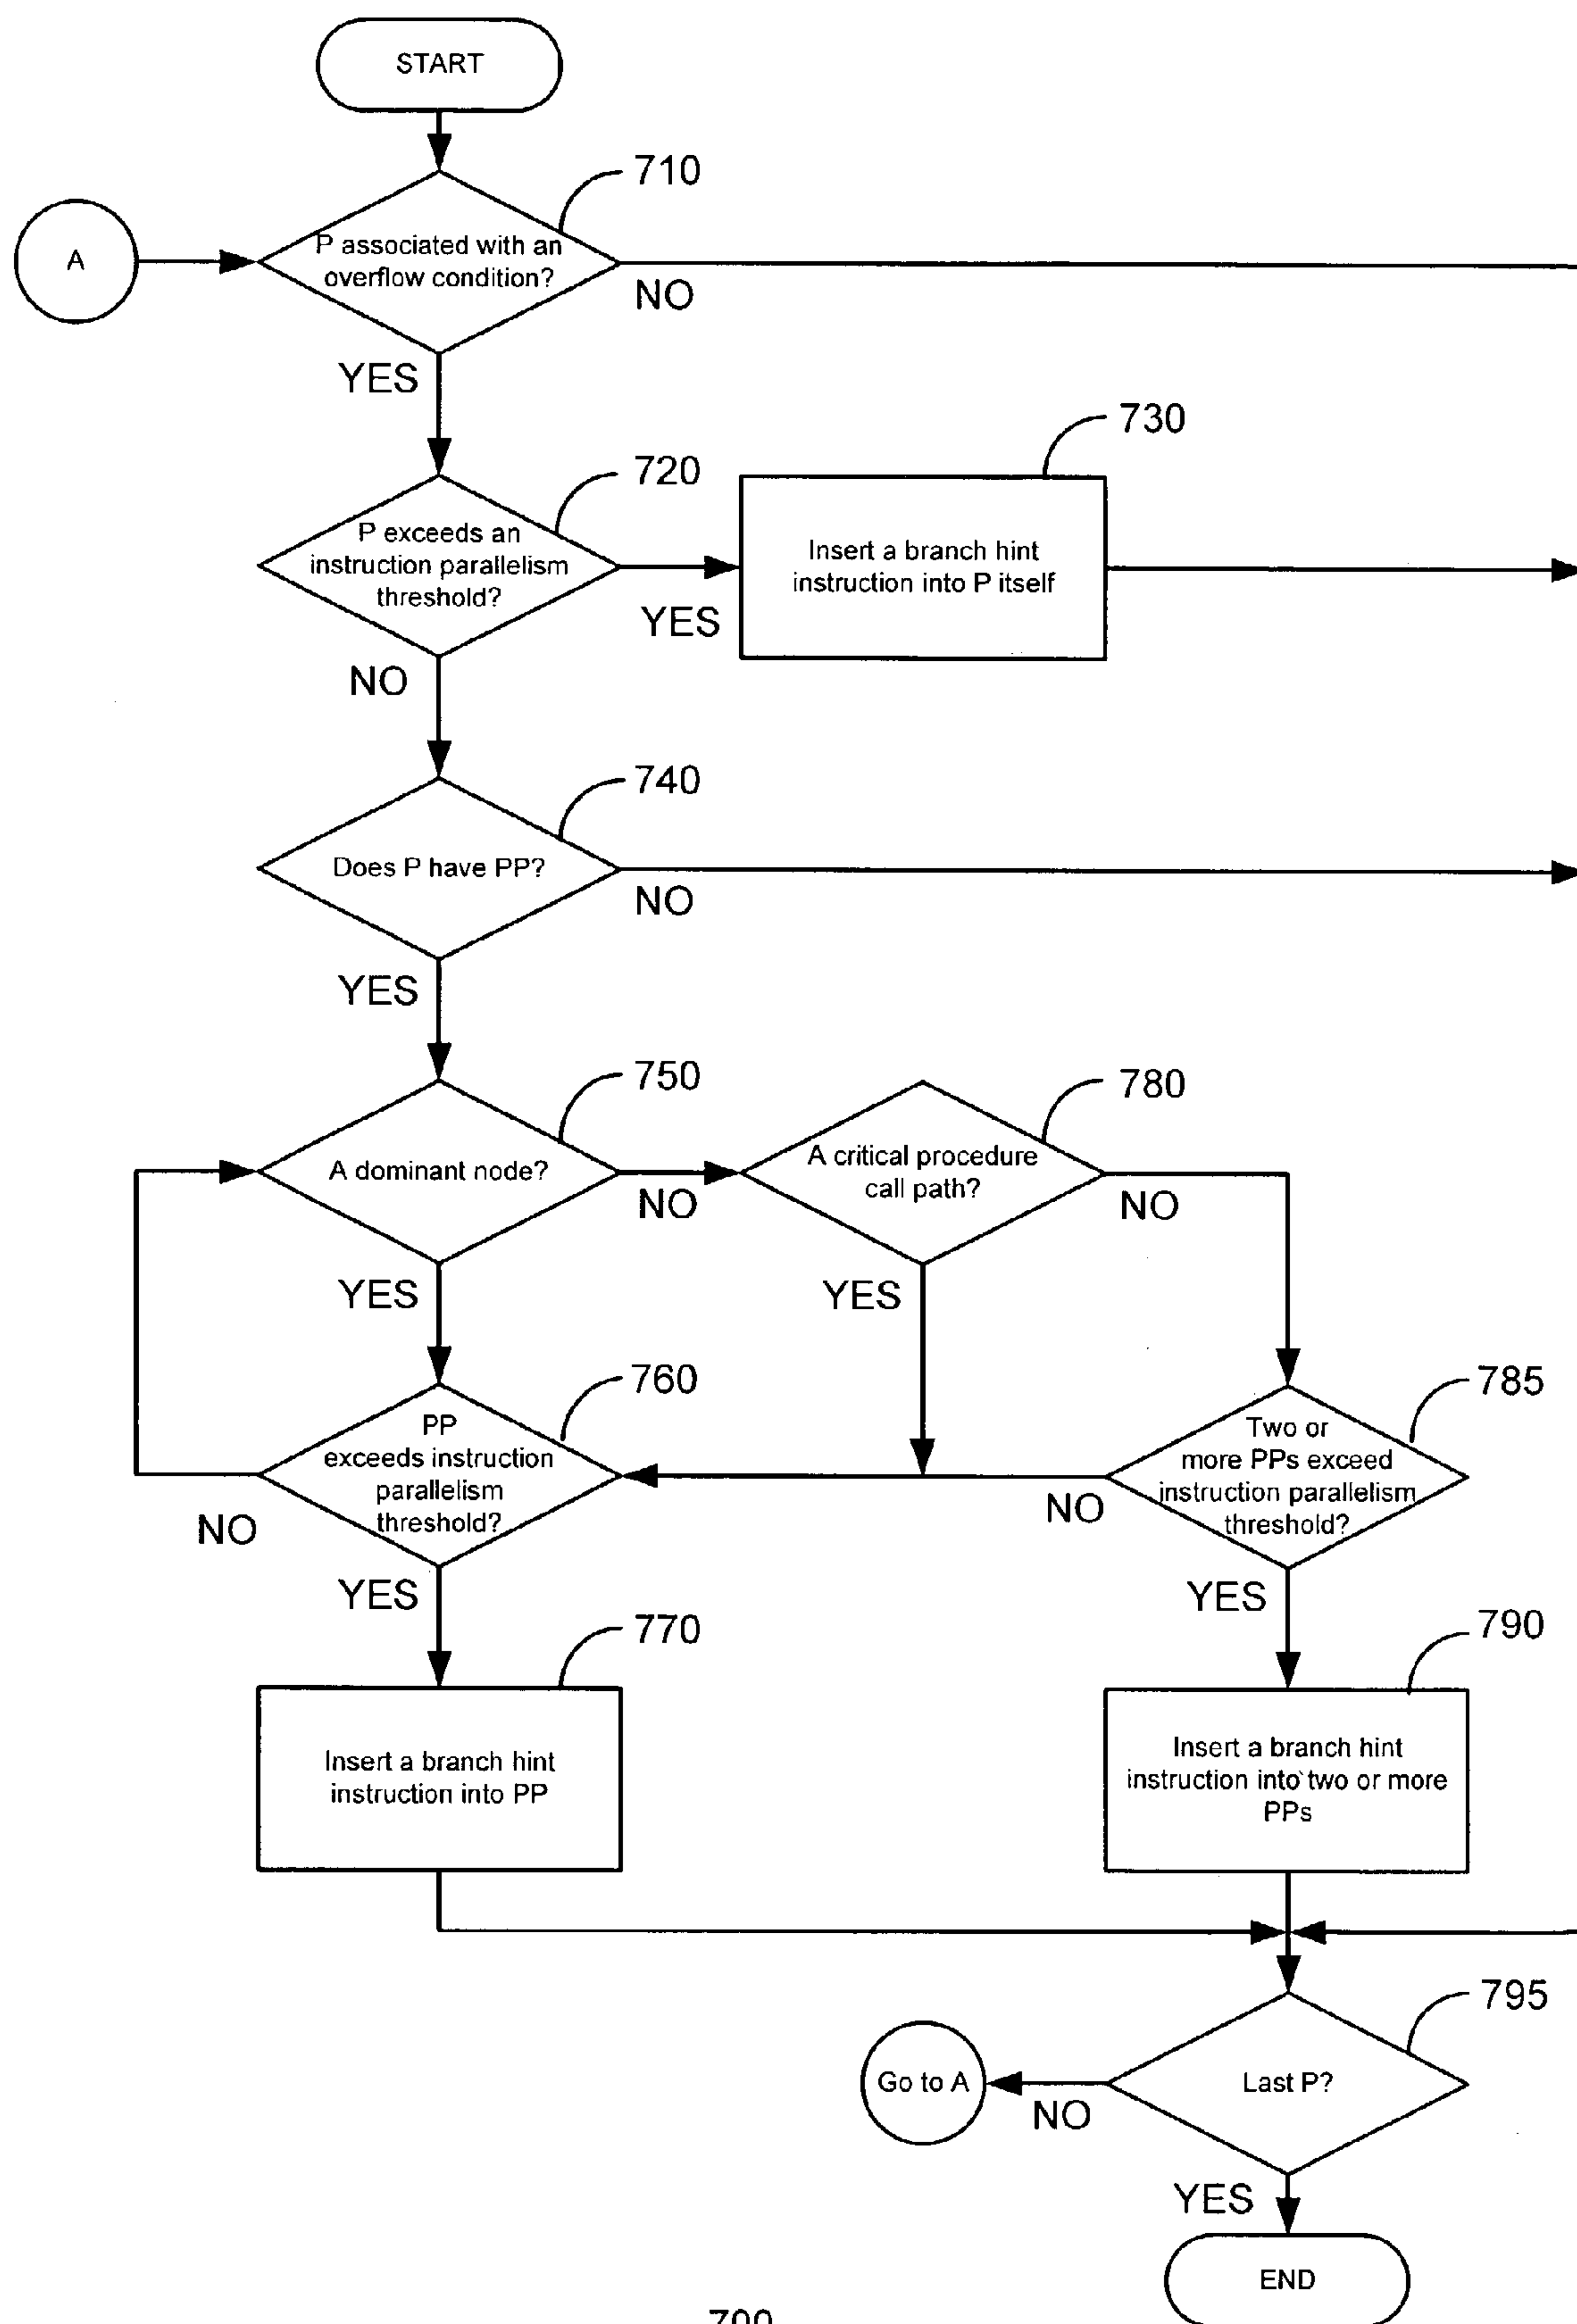 START
710
A
P associated with an
overflow condition?
NO
YES
730
720
P exceeds an
instruction parallelism
threshold?
Insert a branch hint
instruction into P itself
YES
NO
740
Does P have PP?
NO
YES
750
780
A dominant node?
A critical procedure
call path?
NO
NO
YES
YES
760
785
PP
exceeds instruction
parallelism
threshold?
Two or
more PPs exceed
instruction parallelism
threshold?
NO
NO
YES
YES
770
790
Insert a branch hint
instruction into PP
Insert a branch hint
instruction into two or more
PPs
795
Go to A
Last P?
NO
YES
END